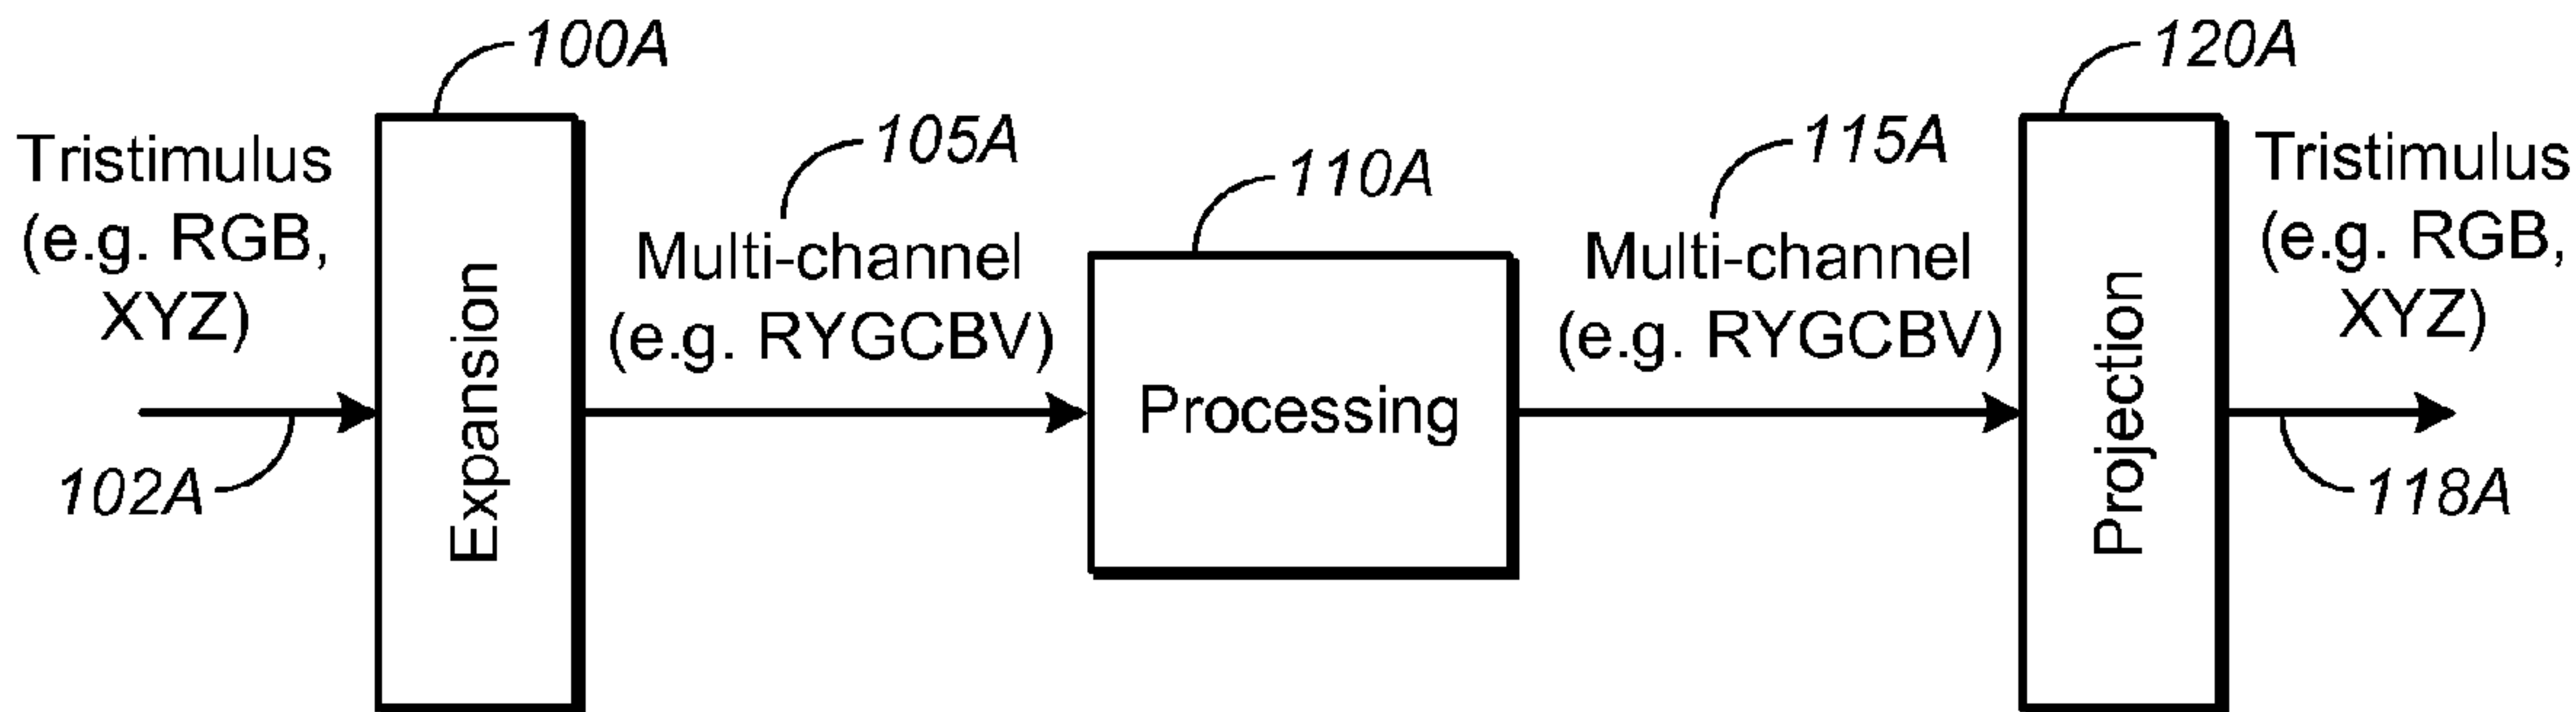 100A
120A
Tristimulus
(e.g. RGB,
XYZ)
102A
Expansion
105A
Multi-channel
(e.g. RYGCBV)
110A
Processing
115A
Multi-channel
(e.g. RYGCBV)
Projection
Tristimulus
(e.g. RGB,
XYZ)
118A